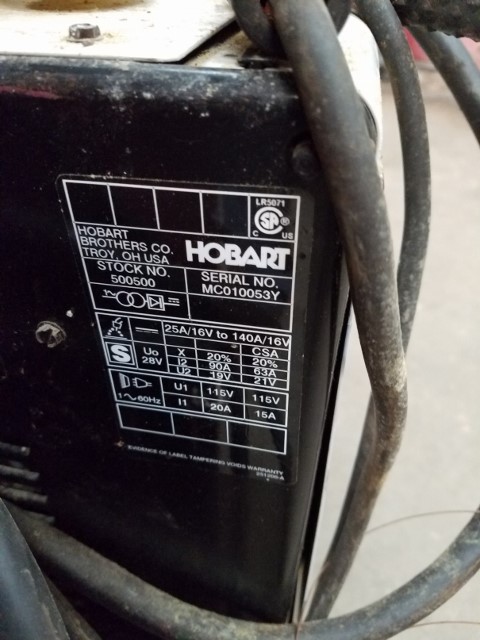 LR5071
SA ®
C US
HOBART
BROTHERS CO.
TROY, OH USA
HOBART
STOCK NO.
500500
SERIAL NO.
MC010053Y
25A/16V to 140A/16V
S
Uo
28V
X 20% CSA 20%
I2 90A 63A
U2 19V 21V
1~60Hz
U1 115V 115V
I1 20A 15A
EVIDENCE OF LABEL TAMPERING VOIDS WARRANTY